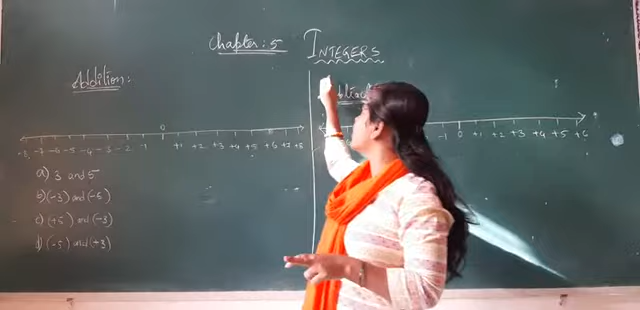 Chapter: 5 INTEGERS
Addition:
0
-8 -7 -6 -5 -4 -3 -2 -1 +1 +2 +3 +4 +5 +6 +7 +8
a) 3 and 5
b) (-3) and (-5)
c) (+5) and (-3)
d) (-5) and (+3)
-1 0 +1 +2 +3 +4 +5 +6